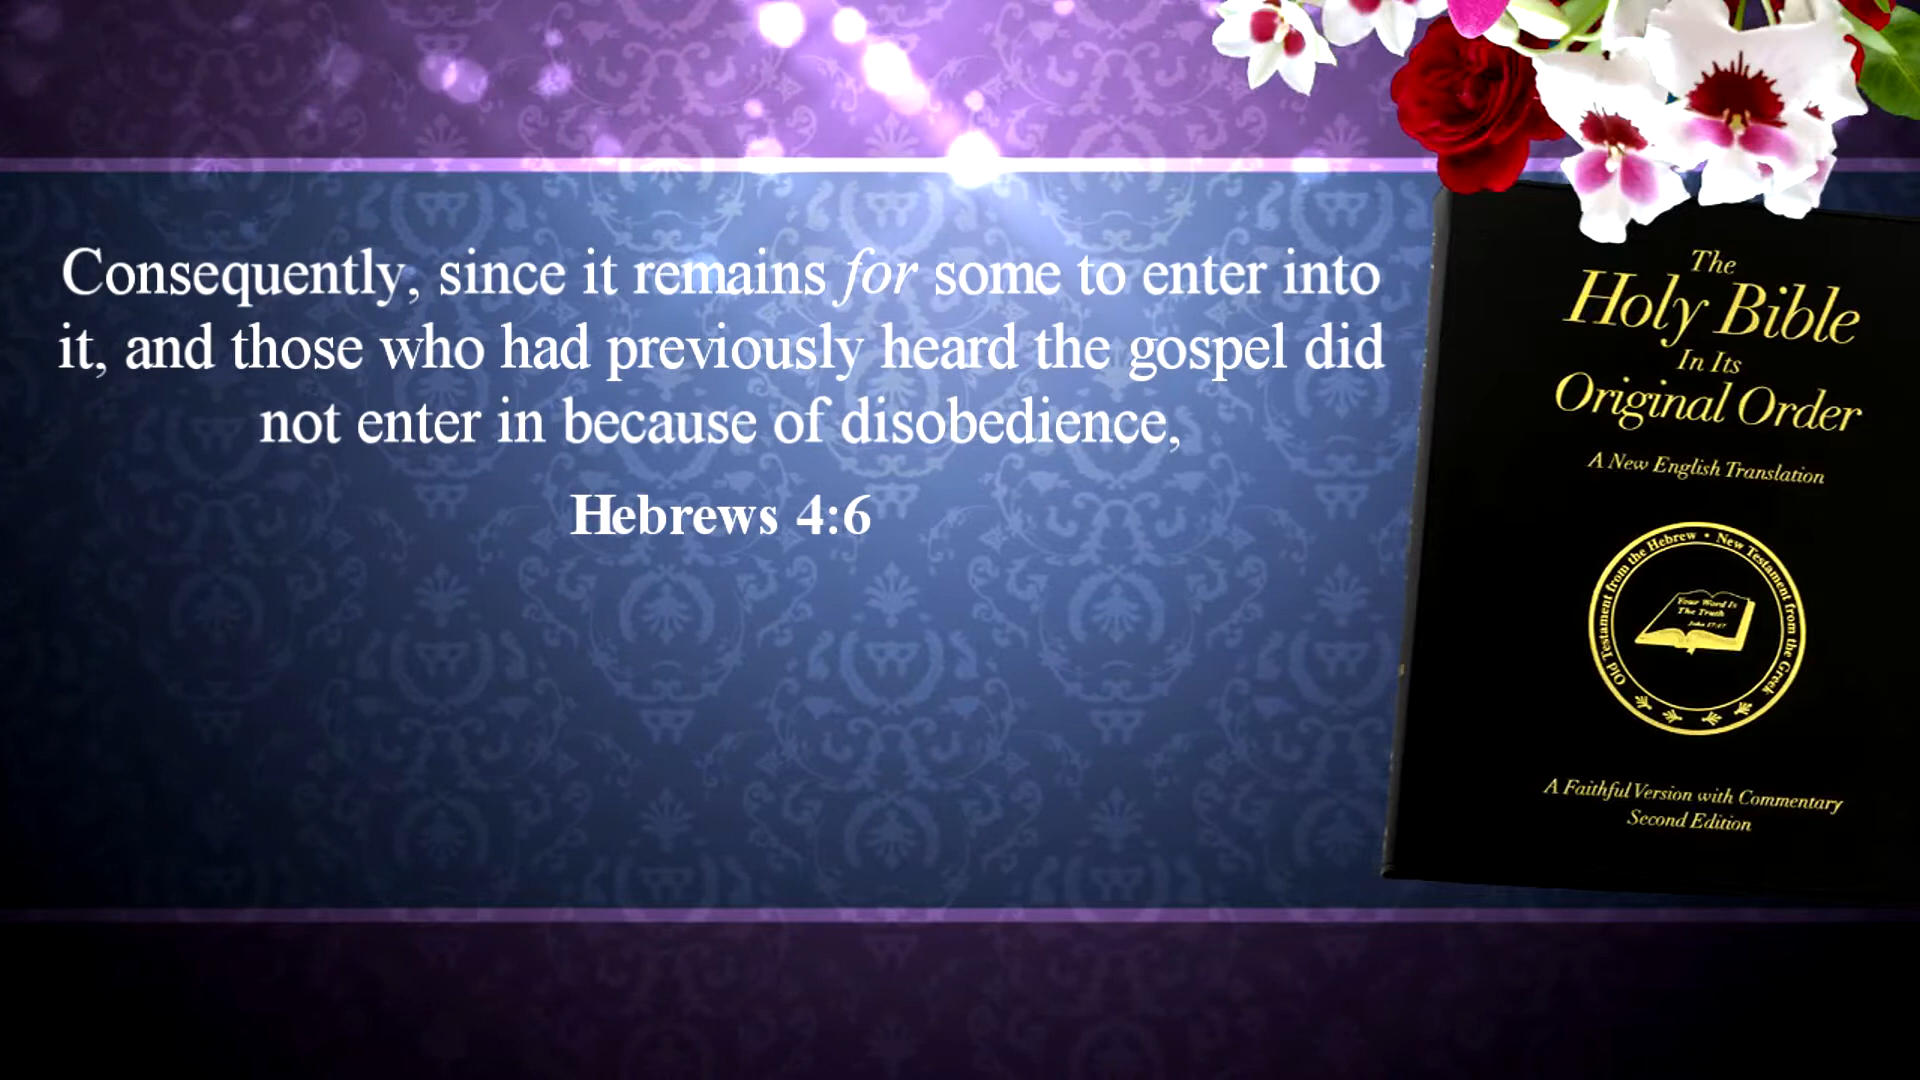 Consequently, since it remains for some to enter into
it, and those who had previously heard the gospel did
not enter in because of disobedience,
Hebrews 4:6
The
Holy Bible
In Its
Original Order
A New English Translation
Old Testament from the Hebrew • New Testament from the Greek
Your Word Is
The Truth
John 17:17
A Faithful Version with Commentary
Second Edition